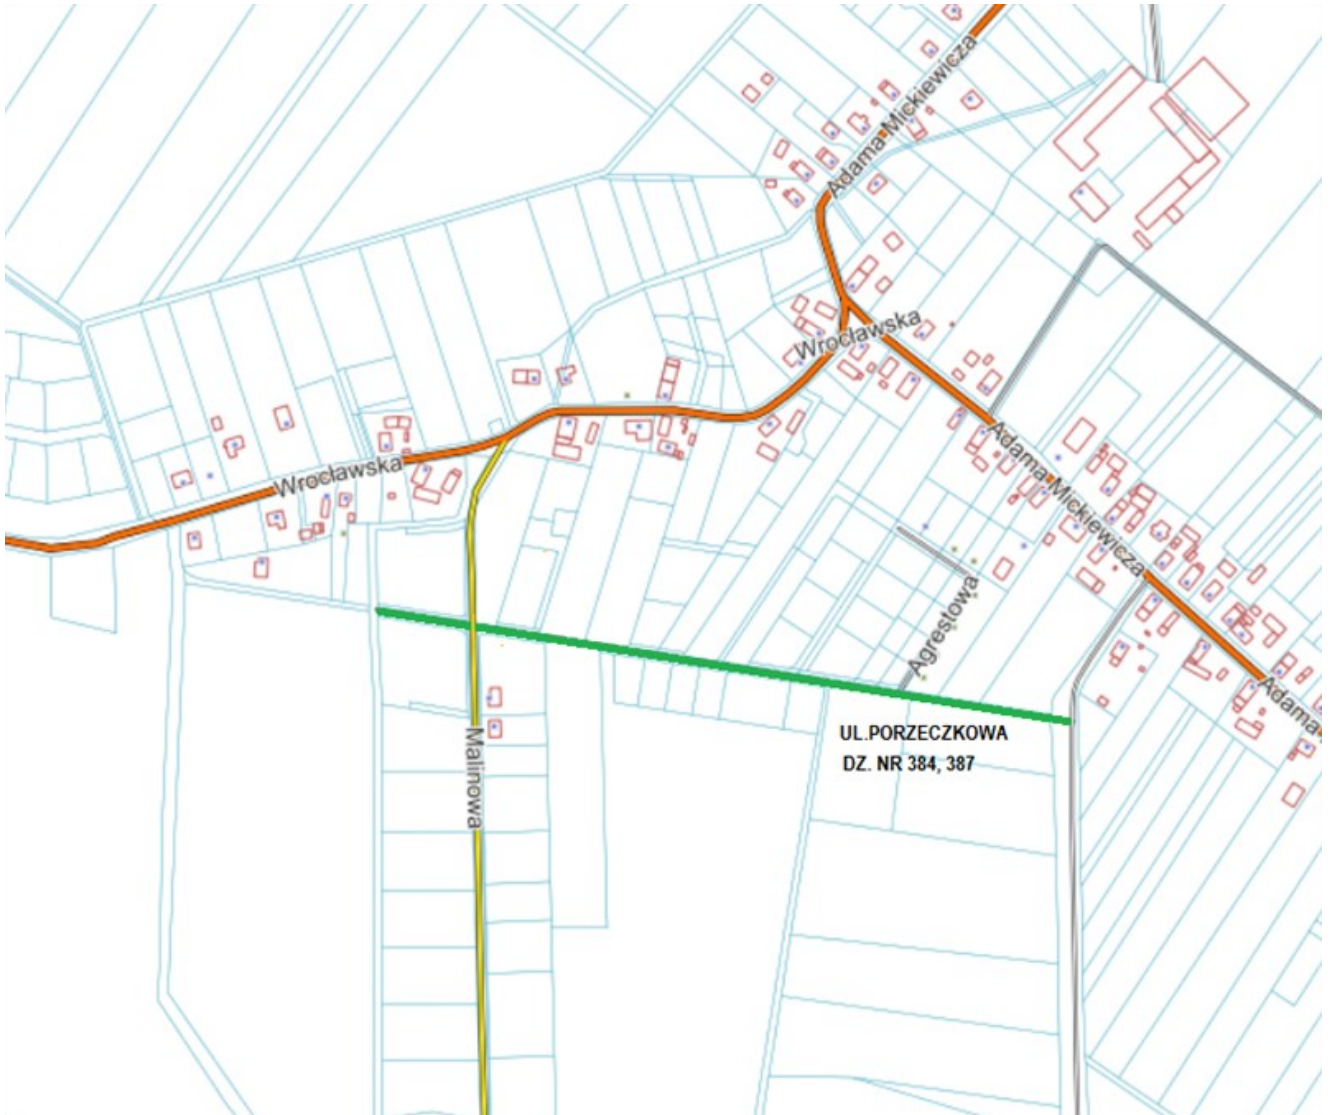 Adama Mickiewicza
Wrocławska
Wrocławska
Adama Mickiewicza
Agrestowa
Adama
UL.PORZECZKOWA
DZ. NR 384, 387
Malinowa